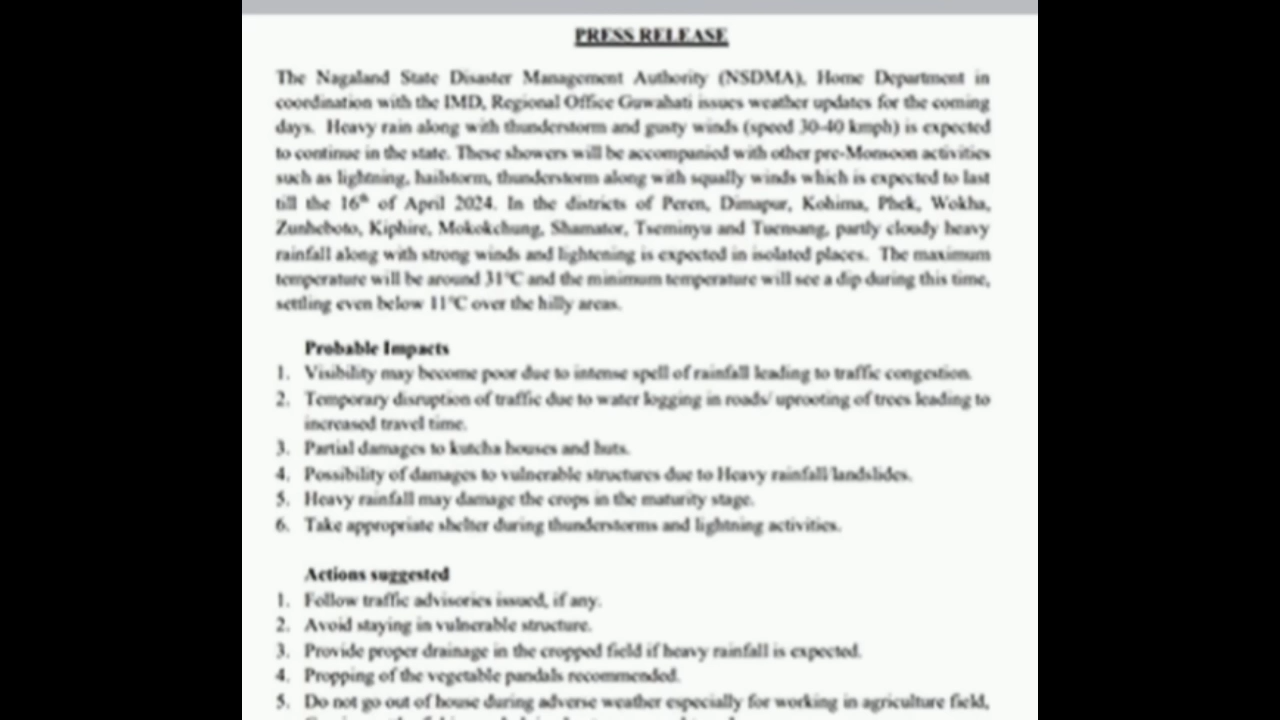 PRESS RELEASE
The Nagaland State Disaster Management Authority (NSDMA), Home Department in
coordination with the IMD, Regional Office Guwahati issues weather updates for the coming
days. Heavy rain along with thunderstorm and gusty winds (speed 30-40 kmph) is expected
to continue in the state. These showers will be accompanied with other pre-Monsoon activities
such as lightning, hailstorm, thunderstorm along with squally winds which is expected to last
till the 16th of April 2024. In the districts of Peren, Dimapur, Kohima, Phek, Wokha,
Zunheboto, Kiphire, Mokokchung, Shamator, Tseminyu and Tuensang, partly cloudy heavy
rainfall along with strong winds and lightening is expected in isolated places. The maximum
temperature will be around 31°C and the minimum temperature will see a dip during this time,
settling even below 11°C over the hilly areas.
Probable Impacts
1. Visibility may become poor due to intense spell of rainfall leading to traffic congestion.
2. Temporary disruption of traffic due to water logging in roads/ uprooting of trees leading to
increased travel time.
3. Partial damages to kutcha houses and huts.
4. Possibility of damages to vulnerable structures due to Heavy rainfall/landslides.
5. Heavy rainfall may damage the crops in the maturity stage.
6. Take appropriate shelter during thunderstorms and lightning activities.
Actions suggested
1. Follow traffic advisories issued, if any.
2. Avoid staying in vulnerable structure.
3. Provide proper drainage in the cropped field if heavy rainfall is expected.
4. Propping of the vegetable pandals recommended.
5. Do not go out of house during adverse weather especially for working in agriculture field,